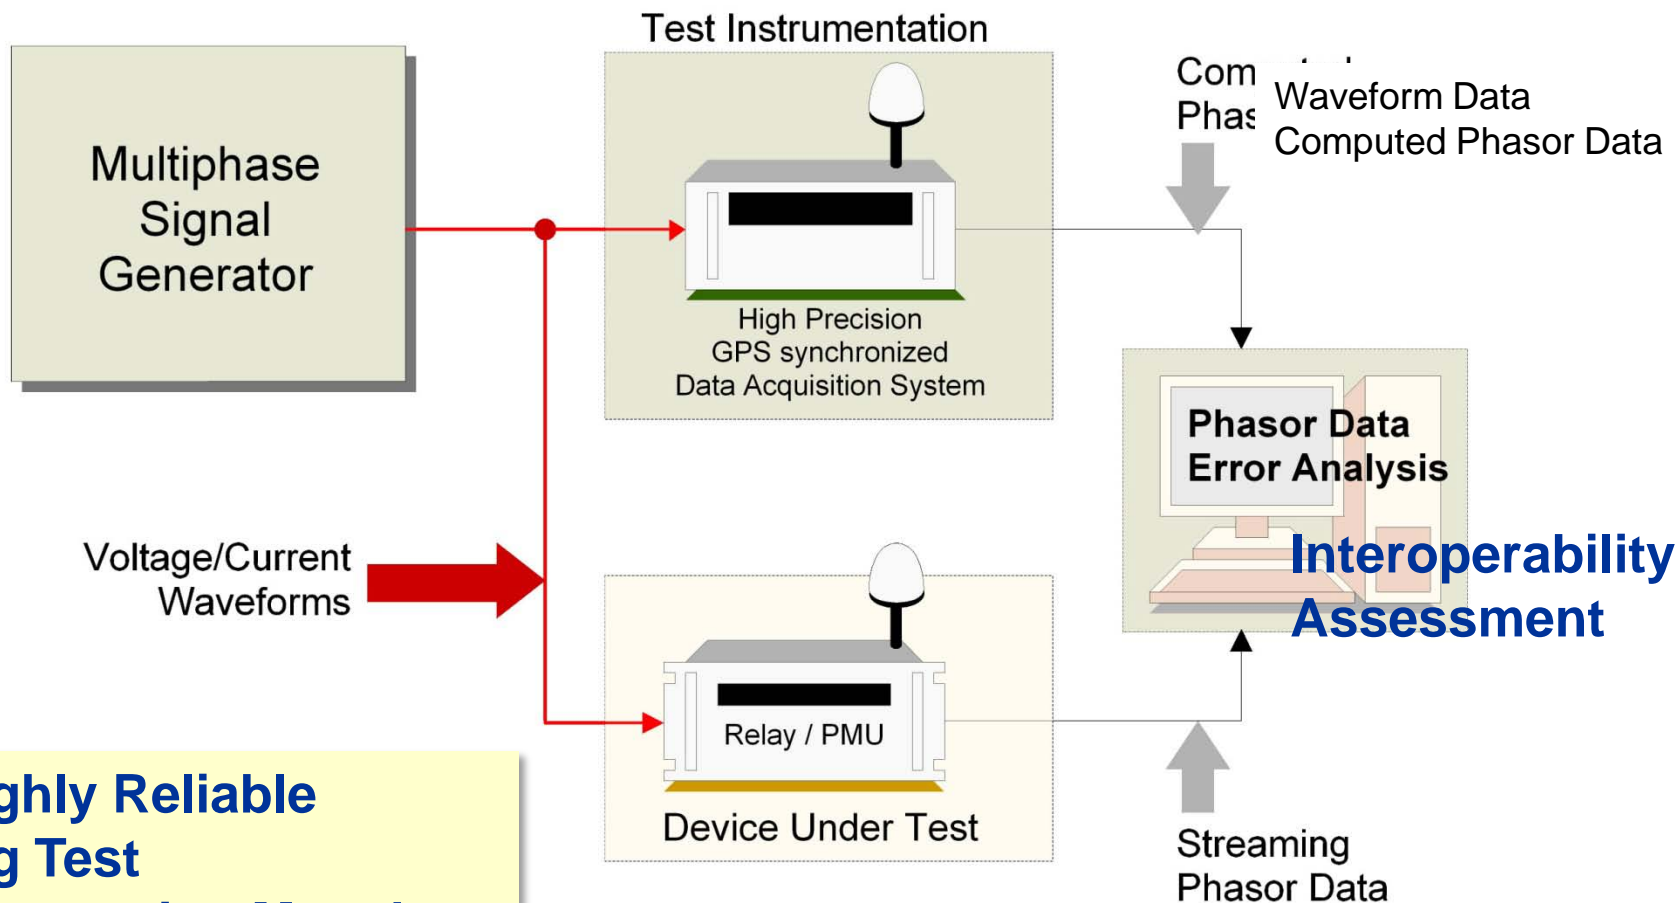 Test Instrumentation
Multiphase
Signal
Generator
High Precision
GPS synchronized
Data Acquisition System
Waveform Data
Computed Phasor Data
Phasor Data
Error Analysis
Interoperability
Assessment
Voltage/Current
Waveforms
Relay / PMU
Device Under Test
Streaming
Phasor Data
ghly Reliable
g Test